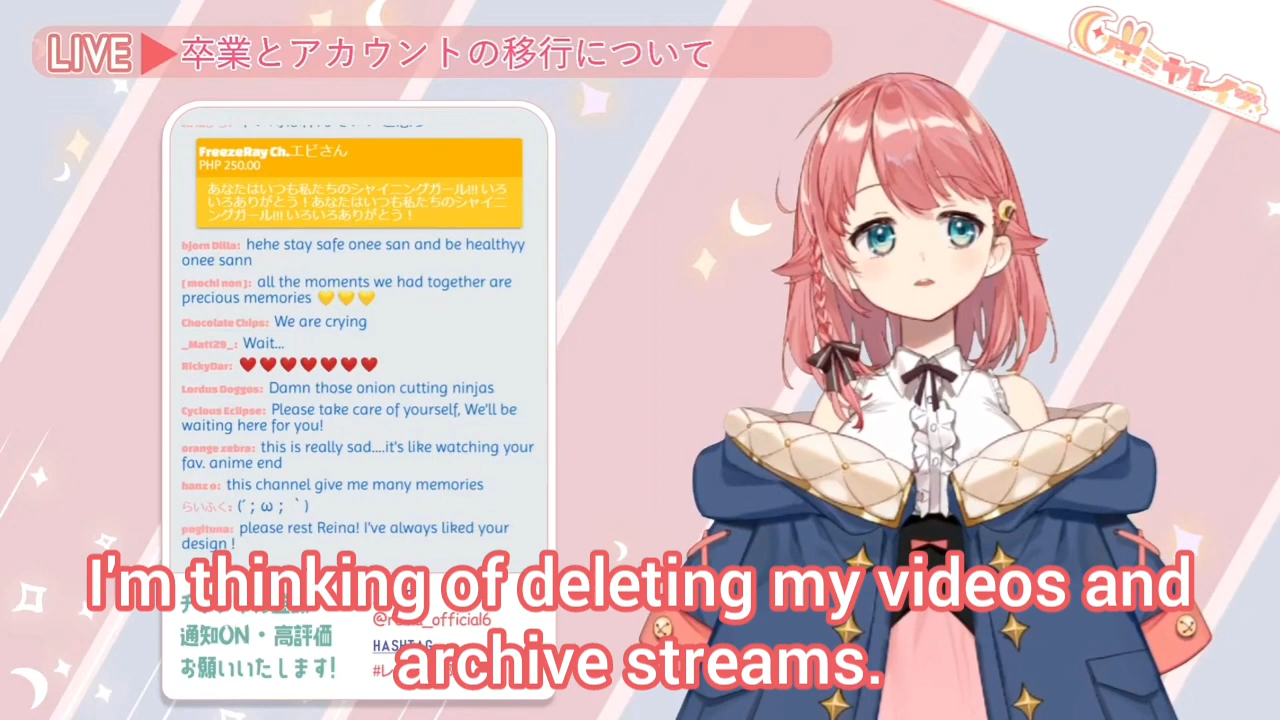 LIVE 卒業とアカウントの移行について
ウサミヤレイナ
FreezeRay Ch.エビさん
PHP 250.00
あなたはいつも私たちのシャイニングガール!!! いろ
いろありがとう！あなたはいつも私たちのシャイニ
ングガール!!! いろいろありがとう！
bjorn Dilla: hehe stay safe onee san and be healthyy
onee sann
[ mochi non ]: all the moments we had together are
precious memories 💛💛💛
Chocolate Chips: We are crying
_Matt29_: Wait...
RickyDar: ❤❤❤❤❤❤❤
Lordus Doggos: Damn those onion cutting ninjas
Cyclous Eclipse: Please take care of yourself, We'll be
waiting here for you!
orange zebra: this is really sad....it's like watching your
fav. anime end
hanz o: this channel give me many memories
らいふく: (´；ω；｀)
pogituna: please rest Reina! I've always liked your
design !
I'm thinking of deleting my videos and
archive streams.
通知ON・高評価
お願いいたします!
HASHTAG